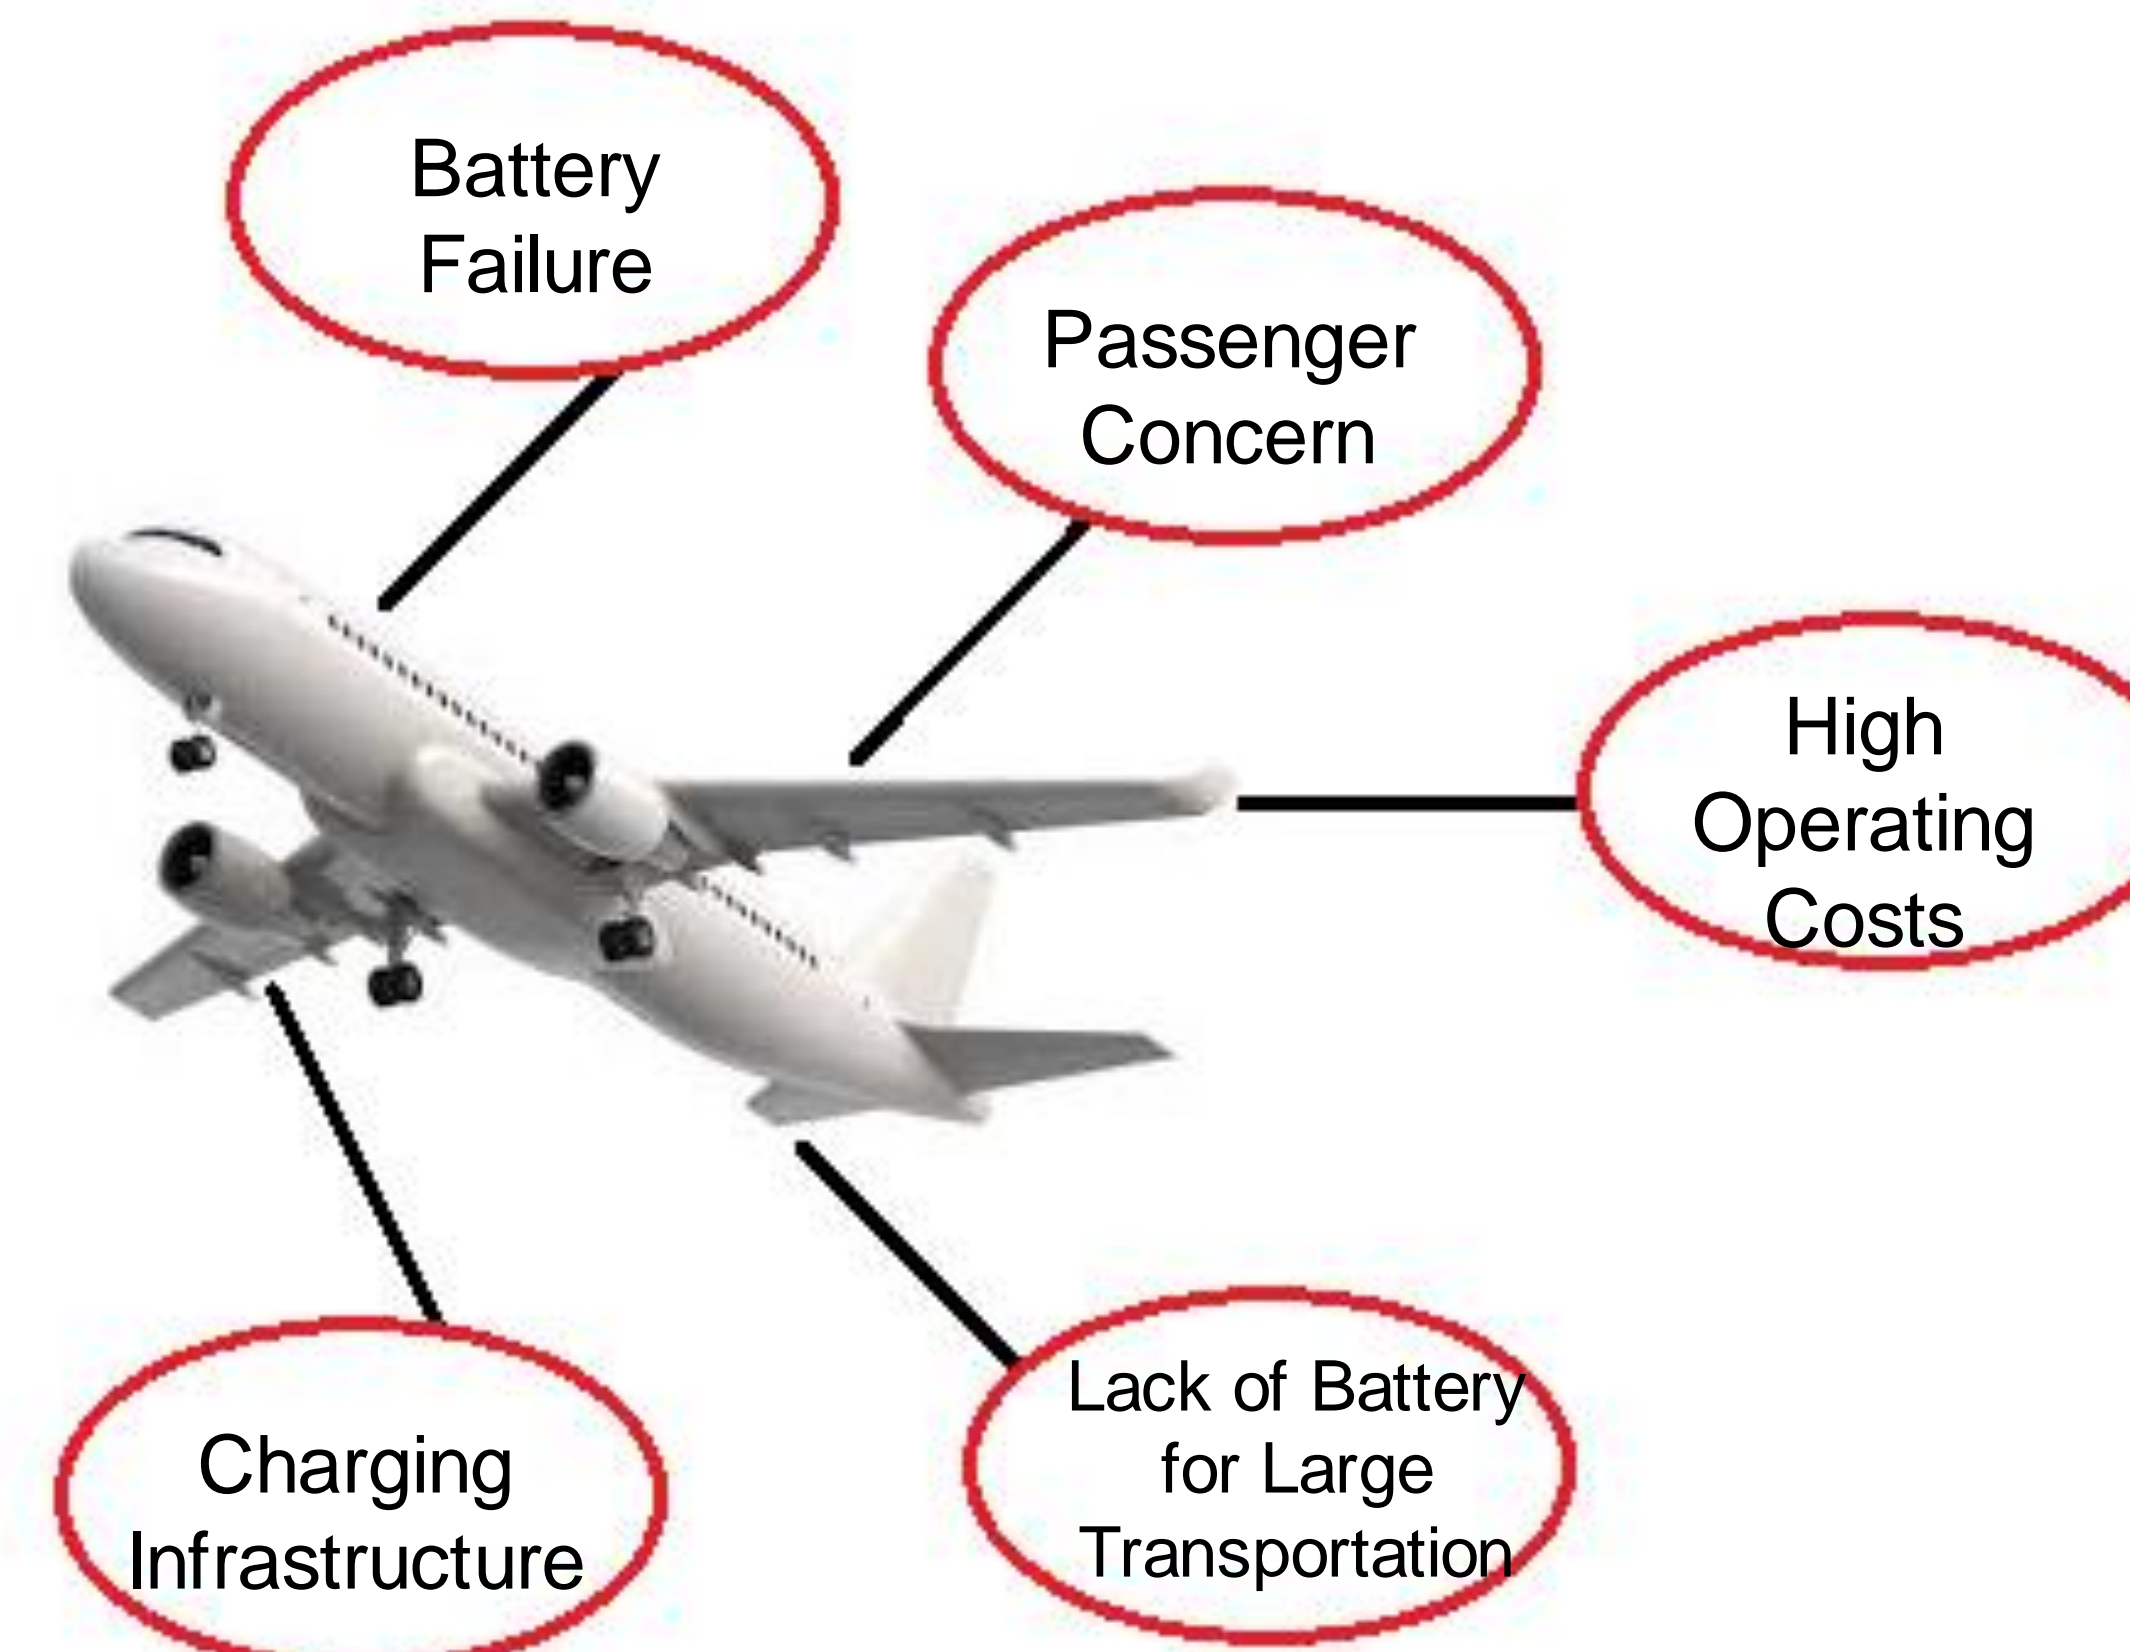 Battery
Failure
Passenger
Concern
High
Operating
Costs
Charging
Infrastructure
Lack of Battery
for Large
Transportation